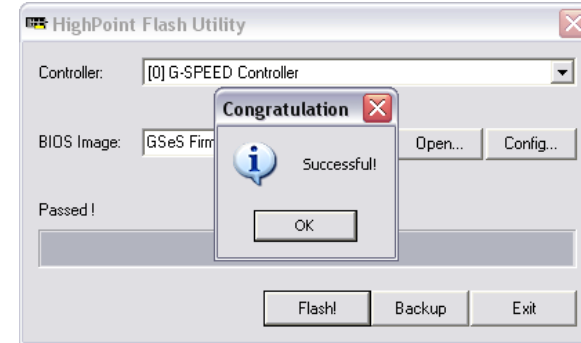 HighPoint Flash Utility
Controller: [0] G-SPEED Controller
Congratulation
BIOS Image: GSeS Firm Open... Config...
Successful!
Passed !
OK
Flash! Backup Exit